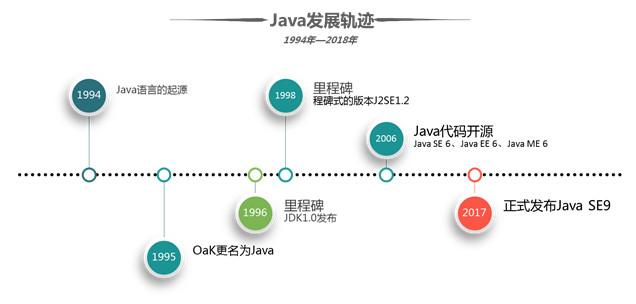 Java发展轨迹
1994年—2018年
1994
Java语言的起源
1998
里程碑
程碑式的版本J2SE1.2
2006
Java代码开源
Java SE 6、Java EE 6、Java ME 6
1996
里程碑
JDK1.0发布
2017
正式发布Java SE9
1995
OaK更名为Java